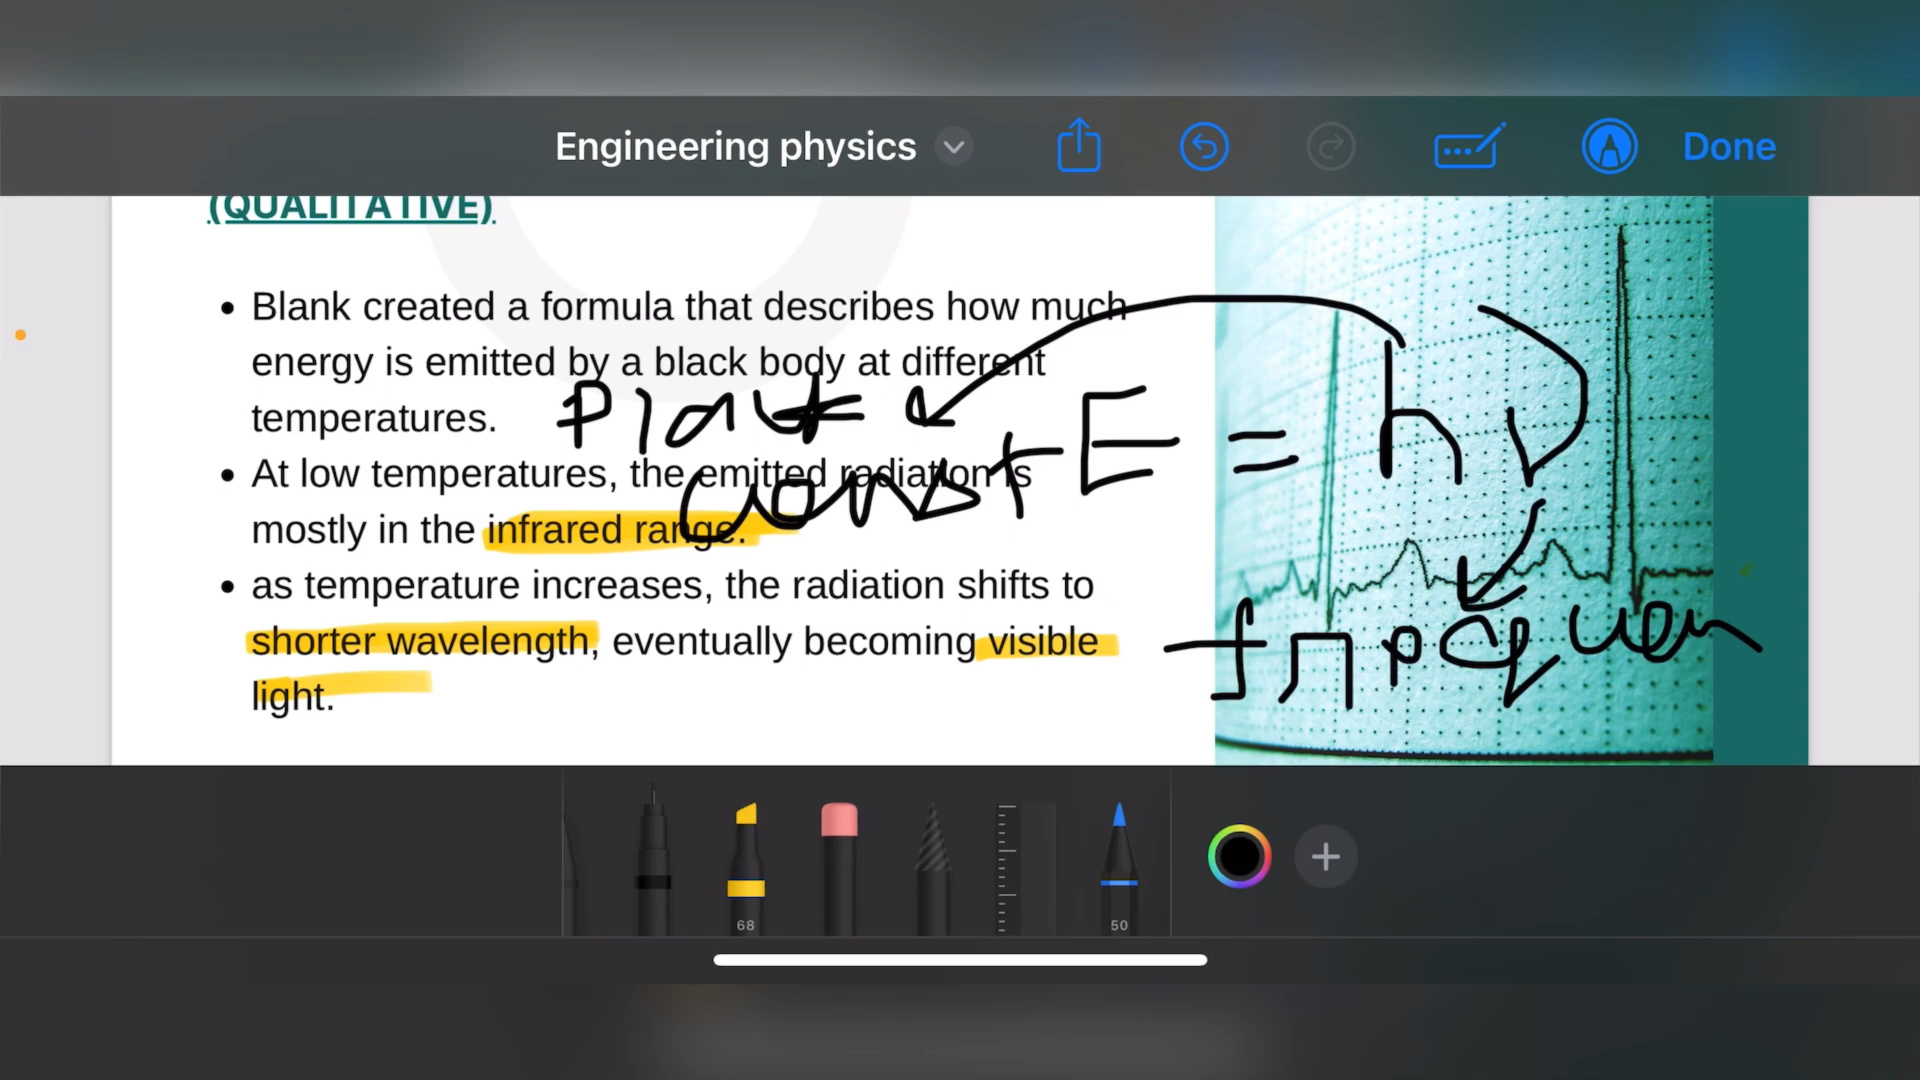 Engineering physics
Done
(QUALITATIVE)
Blank created a formula that describes how much
energy is emitted by a black body at different
temperatures.
At low temperatures, the emitted radiation is
mostly in the infrared range.
as temperature increases, the radiation shifts to
shorter wavelength, eventually becoming visible
light.
const
E = hν
68
50